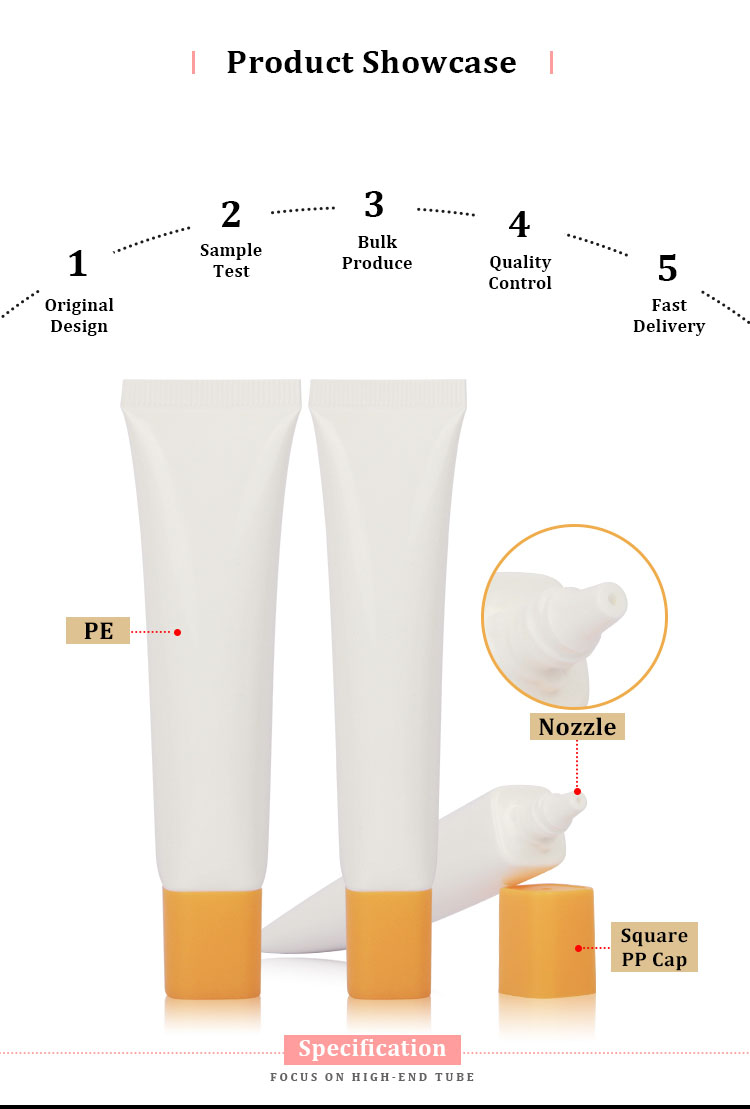 Product Showcase
1
Original
Design
2
Sample
Test
3
Bulk
Produce
4
Quality
Control
5
Fast
Delivery
PE
Nozzle
Square
PP Cap
Specification
FOCUS ON HIGH-END TUBE